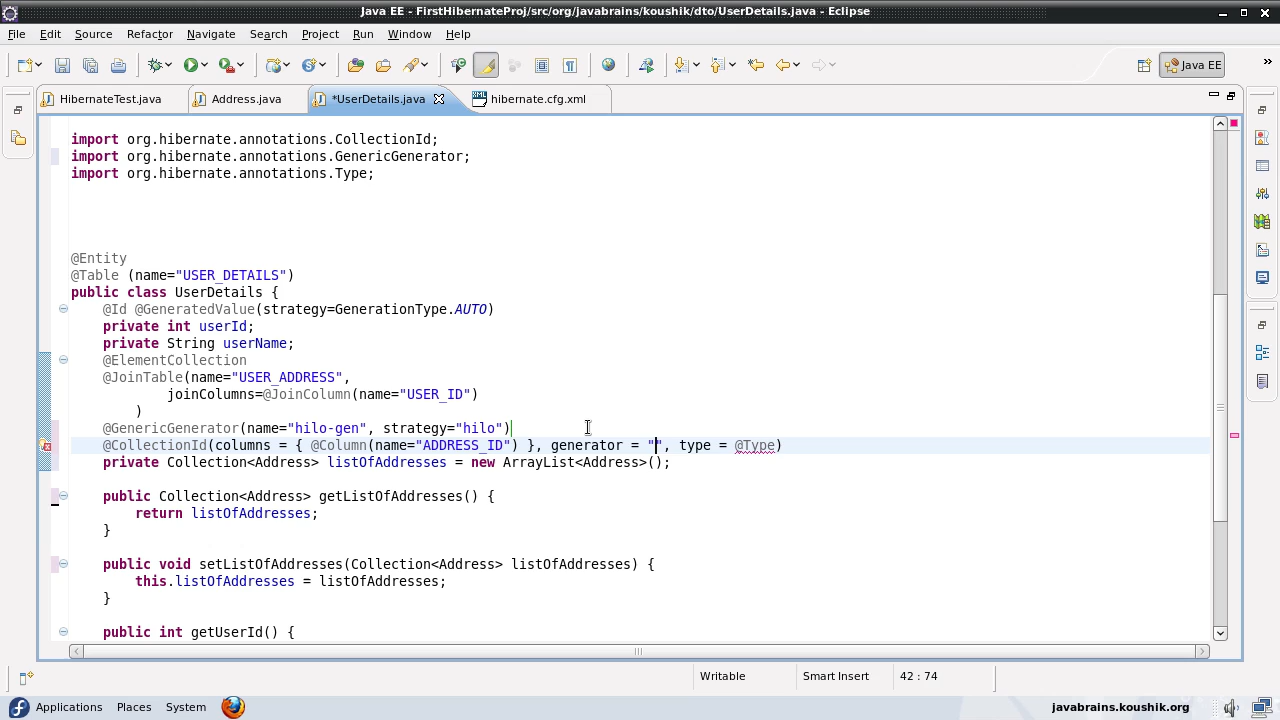 Java EE - FirstHibernateProj/src/org/javabrains/koushik/dto/UserDetails.java - Eclipse
File Edit Source Refactor Navigate Search Project Run Window Help
Java EE
HibernateTest.java Address.java *UserDetails.java hibernate.cfg.xml
import org.hibernate.annotations.CollectionId;
import org.hibernate.annotations.GenericGenerator;
import org.hibernate.annotations.Type;
@Entity
@Table (name="USER_DETAILS")
public class UserDetails {
@Id @GeneratedValue(strategy=GenerationType.AUTO)
private int userId;
private String userName;
@ElementCollection
@JoinTable(name="USER_ADDRESS",
joinColumns=@JoinColumn(name="USER_ID")
)
@GenericGenerator(name="hilo-gen", strategy="hilo")
@CollectionId(columns = { @Column(name="ADDRESS_ID") }, generator = "", type = @Type)
private Collection<Address> listOfAddresses = new ArrayList<Address>();
public Collection<Address> getListOfAddresses() {
return listOfAddresses;
}
public void setListOfAddresses(Collection<Address> listOfAddresses) {
this.listOfAddresses = listOfAddresses;
}
public int getUserId() {
Writable Smart Insert 42 : 74
Applications Places System javabrains.koushik.org